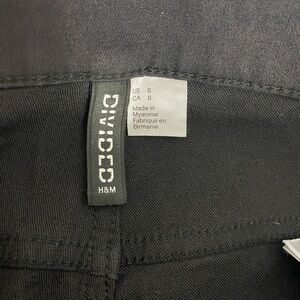 DIVIDED
H&M
US 8
CA 8
Made in
Myanmar
Fabriqué en
Birmanie